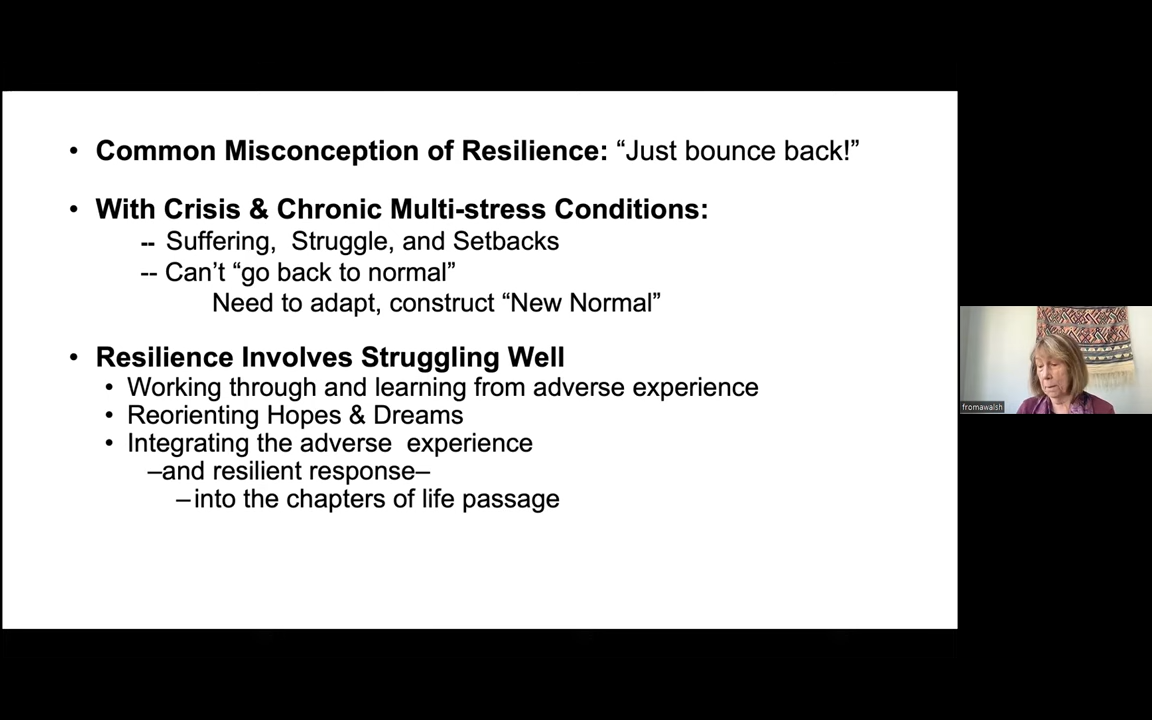 • Common Misconception of Resilience: “Just bounce back!”
• With Crisis & Chronic Multi-stress Conditions:
-- Suffering, Struggle, and Setbacks
-- Can’t “go back to normal”
Need to adapt, construct “New Normal”
• Resilience Involves Struggling Well
• Working through and learning from adverse experience
• Reorienting Hopes & Dreams
• Integrating the adverse experience
–and resilient response–
–into the chapters of life passage
fromawalsh